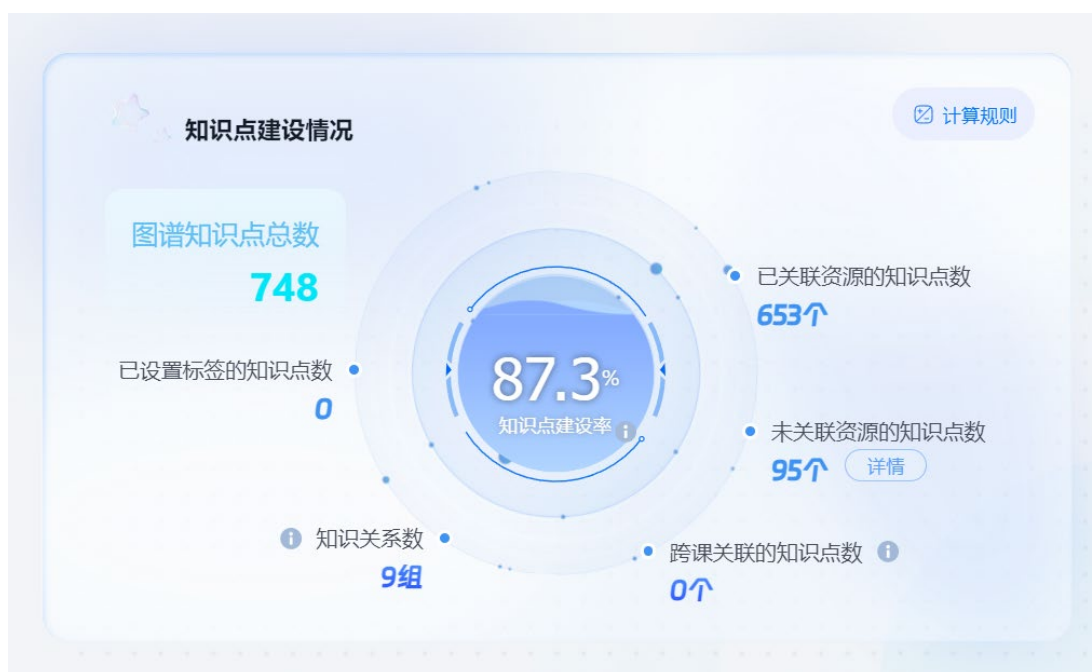 知识点建设情况
计算规则
图谱知识点总数
748
已关联资源的知识点数
653个
已设置标签的知识点数
0
87.3%
知识点建设率
未关联资源的知识点数
95个 详情
知识关系数
9组
跨课关联的知识点数
0个